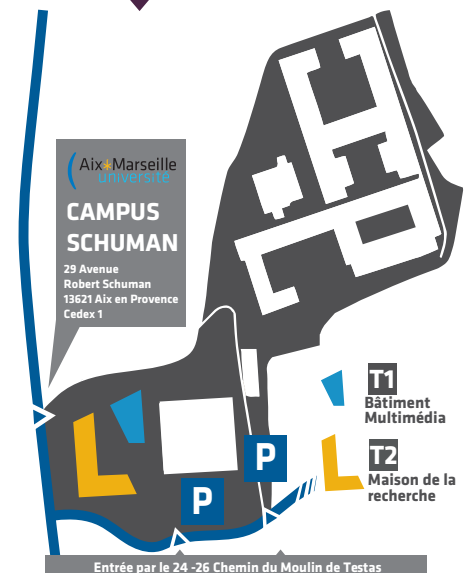 Aix*Marseille
université
CAMPUS
SCHUMAN
29 Avenue
Robert Schuman
13621 Aix en Provence
Cedex 1
T1
Bâtiment
Multimédia
T2
Maison de la
recherche
P
P
Entrée par le 24 -26 Chemin du Moulin de Testas